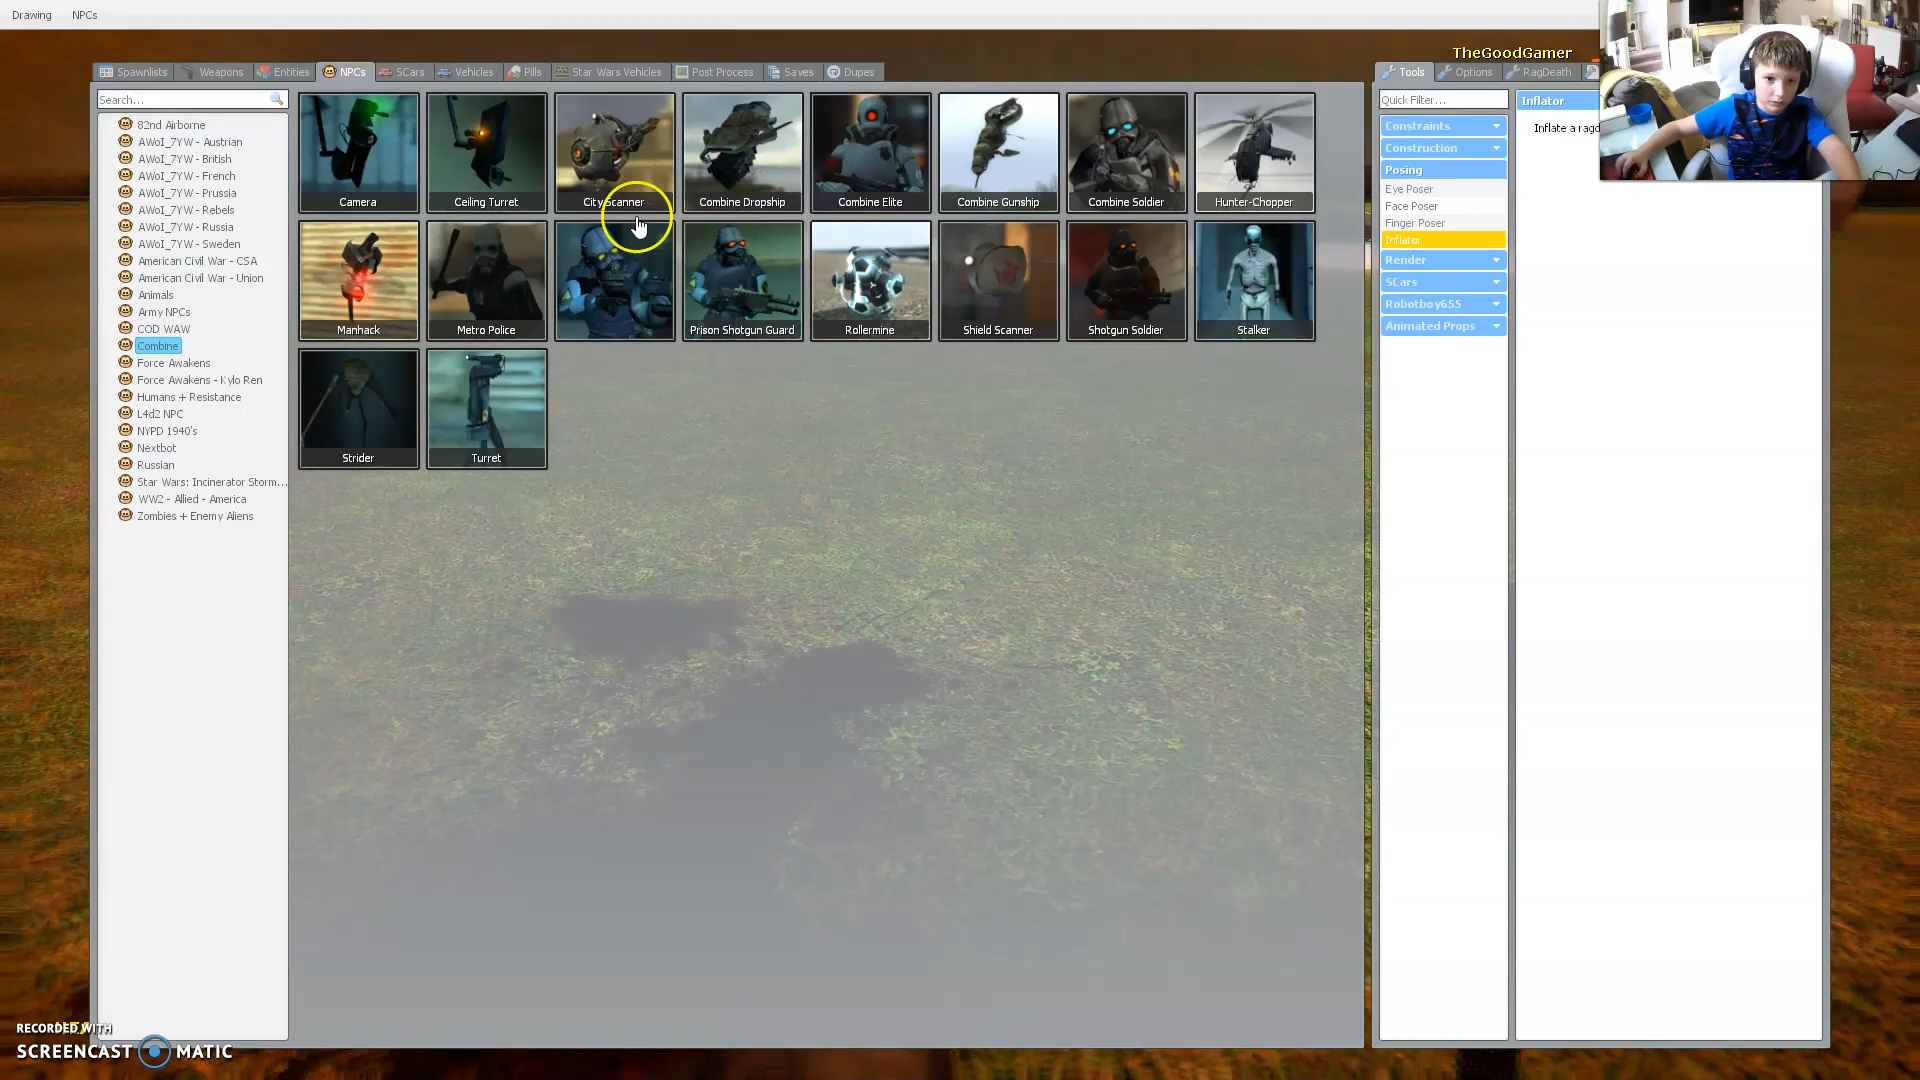 Drawing NPCs
TheGoodGamer
Spawnlists Weapons Entities NPCs SCars Vehicles Pills Star Wars Vehicles Post Process Saves Dupes
Tools Options RagDeath
Search...
82nd Airborne
AWoI_7YW - Austrian
AWoI_7YW - British
AWoI_7YW - French
AWoI_7YW - Prussia
AWoI_7YW - Rebels
AWoI_7YW - Russia
AWoI_7YW - Sweden
American Civil War - CSA
American Civil War - Union
Animals
Army NPCs
COD WAW
Combine
Force Awakens
Force Awakens - Kylo Ren
Humans + Resistance
L4d2 NPC
NYPD 1940's
Nextbot
Russian
Star Wars: Incinerator Storm...
WW2 - Allied - America
Zombies + Enemy Aliens
Camera Ceiling Turret City Scanner Combine Dropship Combine Elite Combine Gunship Combine Soldier Hunter-Chopper
Manhack Metro Police Prison Shotgun Guard Rollermine Shield Scanner Shotgun Soldier Stalker
Strider Turret
Quick Filter...
Constraints
Construction
Posing
Eye Poser
Face Poser
Finger Poser
Inflator
Render
SCars
Robotboy655
Animated Props
Inflator
Inflate a ragd
RECORDED WITH
SCREENCAST MATIC